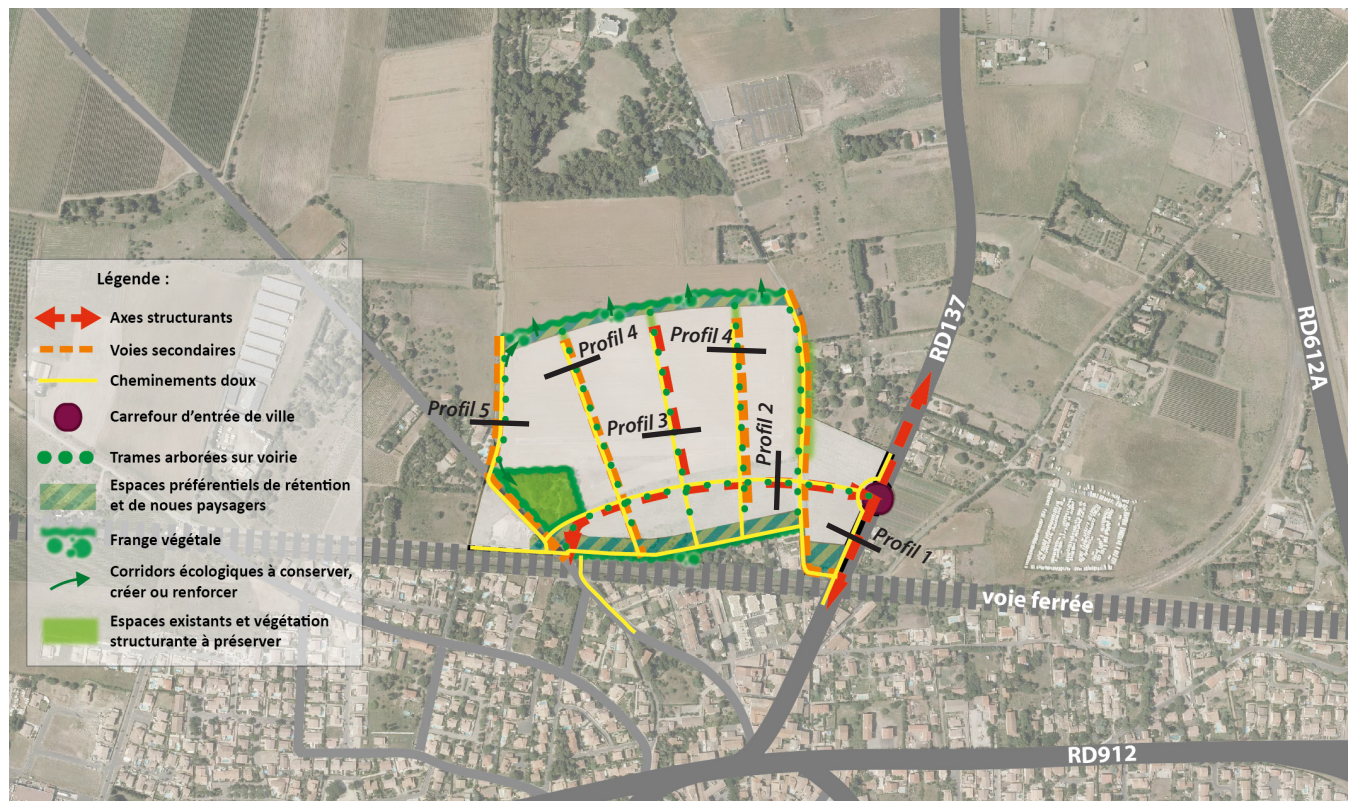 Légende :
Axes structurants
Voies secondaires
Cheminements doux
Carrefour d'entrée de ville
Trames arborées sur voirie
Espaces préférentiels de rétention
et de noues paysagers
Frange végétale
Corridors écologiques à conserver,
créer ou renforcer
Espaces existants et végétation
structurante à préserver
Profil 4
Profil 4
Profil 5
Profil 3
Profil 2
Profil 1
RD137
RD612A
voie ferrée
RD912